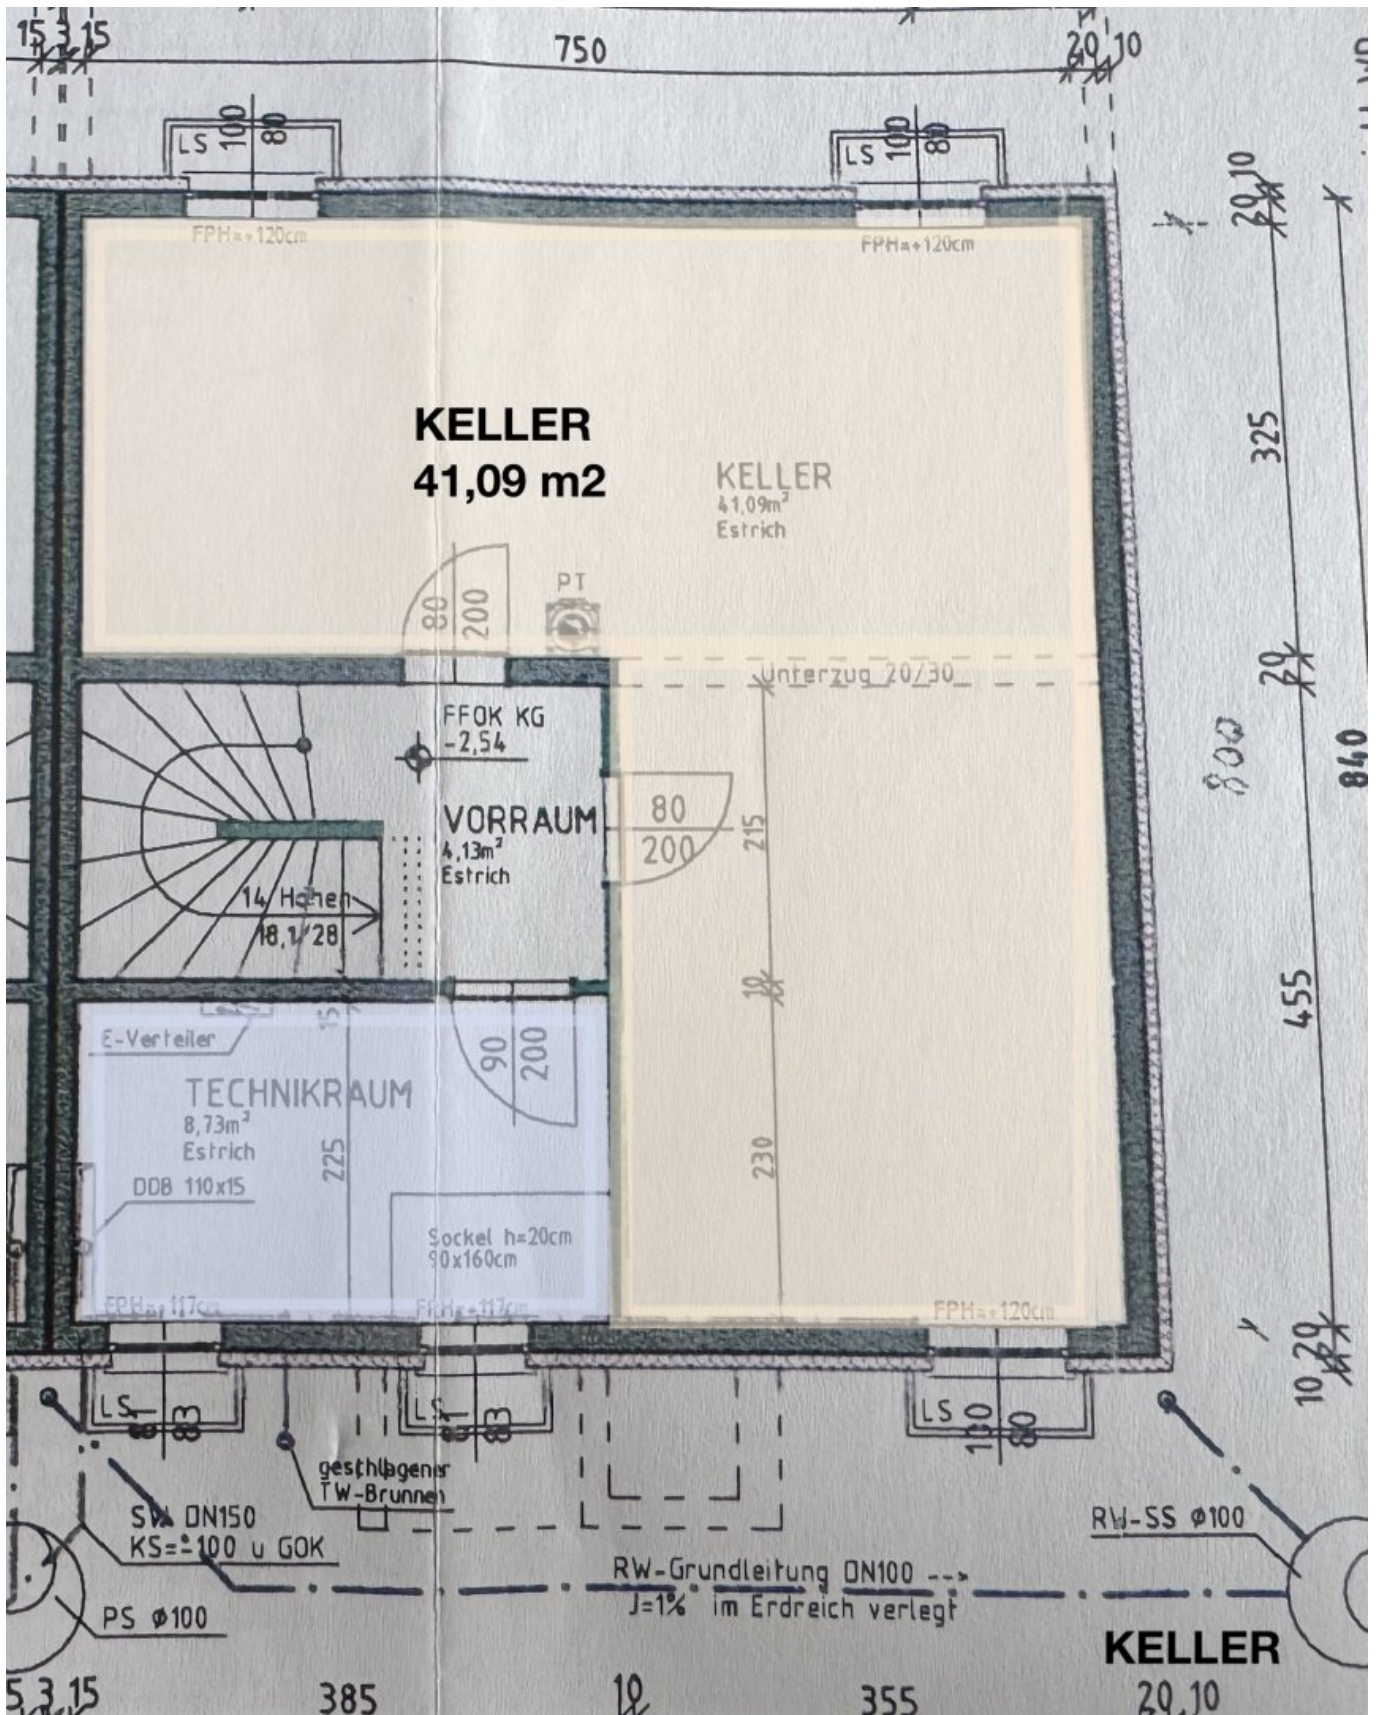 15 3 15
750
20 10
LS
100
80
LS
100
80
20 10
FPH=+120cm
FPH=+120cm
325
KELLER
41,09 m2
KELLER
41,09m²
Estrich
PT
80
200
Unterzug 20/30
20
FFOK KG
-2,54
800
840
VORRAUM
4,13m²
Estrich
80
200
215
14 Höhen
18,1/28
10
455
E-Verteiler
15
90
200
TECHNIKRAUM
8,73m²
Estrich
225
230
DDB 110x15
Sockel h=20cm
90x160cm
FPH=+117cm
FPH=+117cm
FPH=+120cm
10 20
LS
83
LS
83
LS
100
80
geschlagener
TW-Brunnen
SW DN150
KS=±100 u GOK
RW-SS ø100
RW-Grundleitung DN100 -->
J=1% im Erdreich verlegt
PS ø100
KELLER
5 3 15
385
10
355
20 10